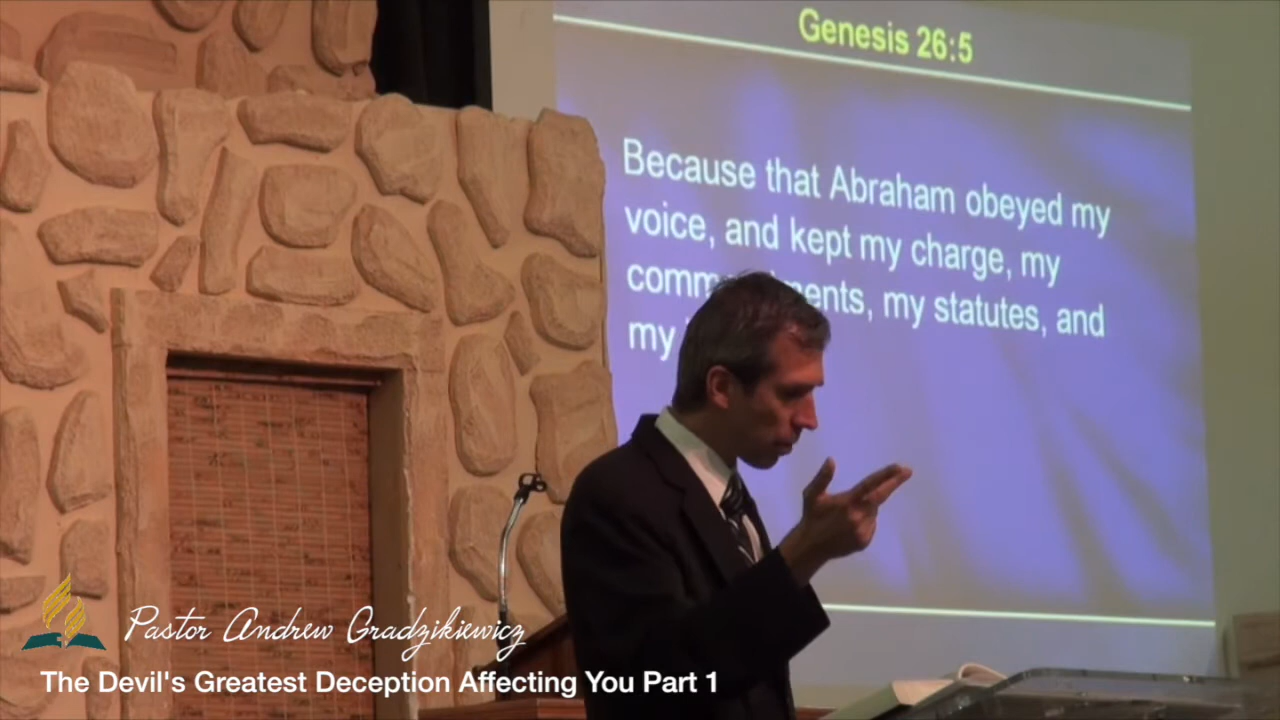 Genesis 26:5
Because that Abraham obeyed my
voice, and kept my charge, my
comm ents, my statutes, and
my
Pastor Andrew Gradzikiewicz
The Devil's Greatest Deception Affecting You Part 1